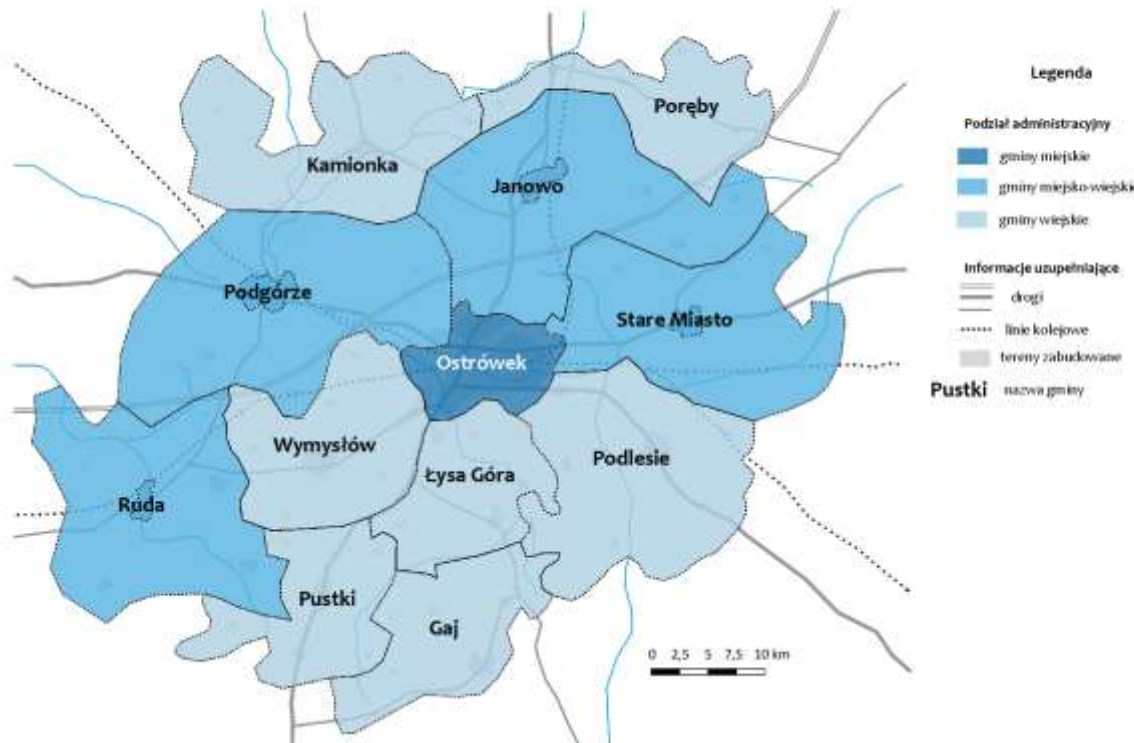 Legenda
Podział administracyjny
gminy miejskie
gminy miejsko-wiejskie
gminy wiejskie
Informacje uzupełniające
drogi
linie kolejowe
tereny zabudowane
Pustki nazwa gminy
Poręby
Kamionka
Janowo
Podgórze
Stare Miasto
Ostrówek
Wymysłów
Łysa Góra
Podlesie
Ruda
Pustki
Gaj
0 2,5 5 7,5 10 km